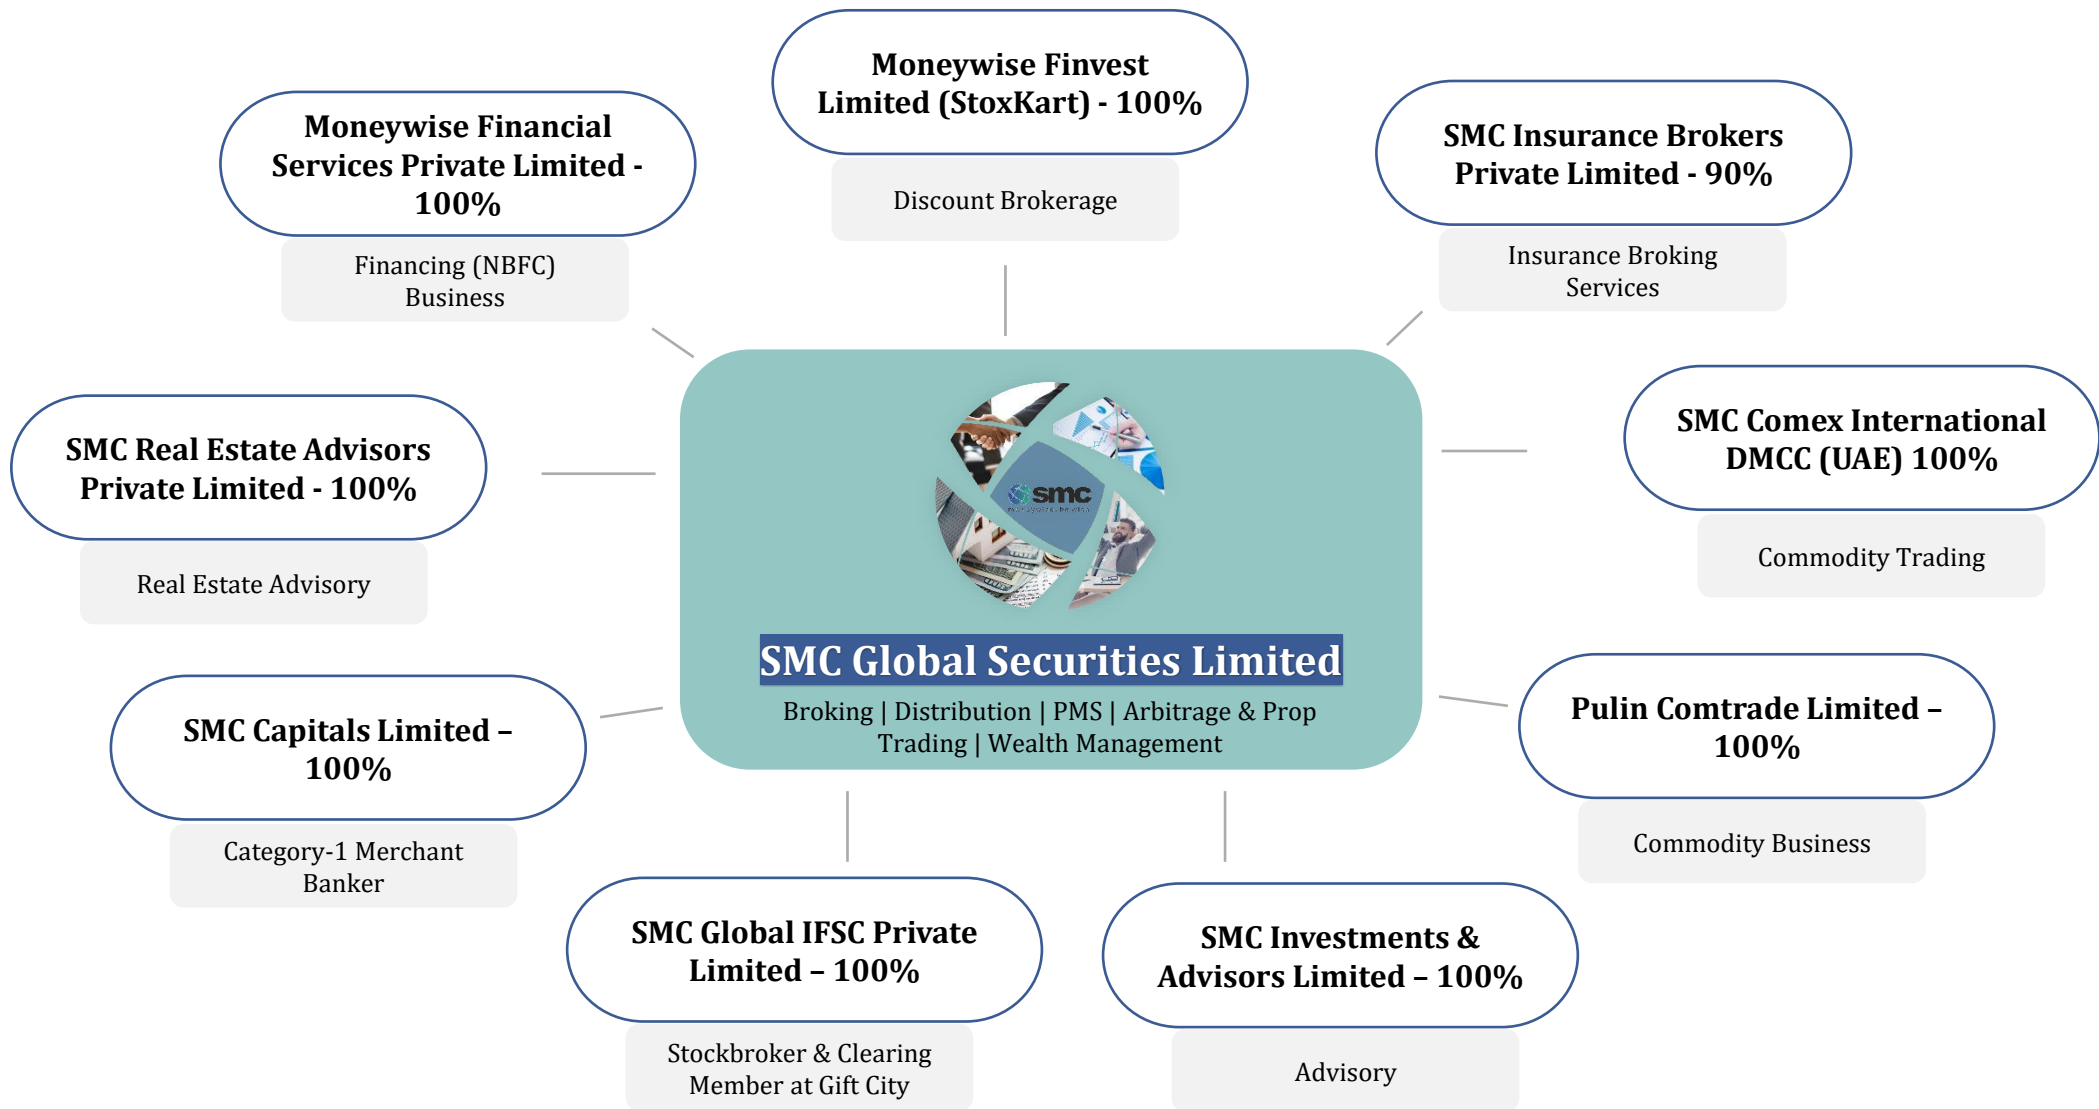 Moneywise Finvest
Limited (StoxKart) - 100%
Discount Brokerage
Moneywise Financial
Services Private Limited -
100%
Financing (NBFC)
Business
SMC Insurance Brokers
Private Limited - 90%
Insurance Broking
Services
SMC Real Estate Advisors
Private Limited - 100%
Real Estate Advisory
SMC Comex International
DMCC (UAE) 100%
Commodity Trading
smc
SMC Global Securities Limited
Broking | Distribution | PMS | Arbitrage & Prop
Trading | Wealth Management
SMC Capitals Limited –
100%
Category-1 Merchant
Banker
Pulin Comtrade Limited –
100%
Commodity Business
SMC Global IFSC Private
Limited – 100%
Stockbroker & Clearing
Member at Gift City
SMC Investments &
Advisors Limited – 100%
Advisory